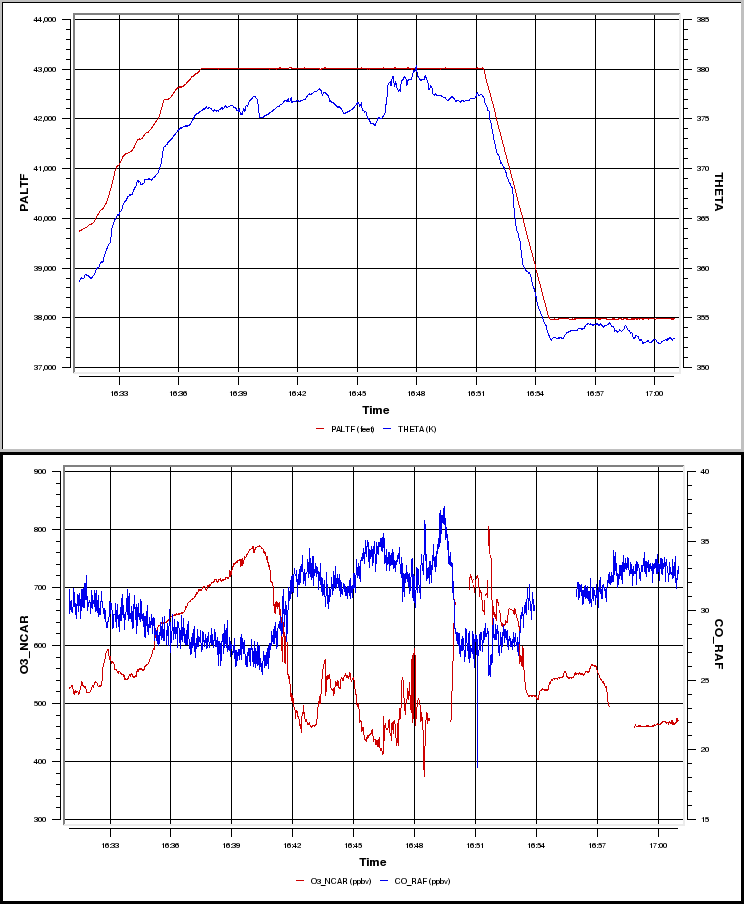 44,000
43,000
42,000
41,000
40,000
39,000
38,000
37,000
PALTF
385
380
375
370
365
360
355
350
THETA
16:33 16:36 16:39 16:42 16:45 16:48 16:51 16:54 16:57 17:00
Time
PALTF (feet) THETA (K)
900
800
700
600
500
400
300
O3_NCAR
40
35
30
25
20
15
CO_RAF
16:33 16:36 16:39 16:42 16:45 16:48 16:51 16:54 16:57 17:00
Time
O3_NCAR (ppbv) CO_RAF (ppbv)